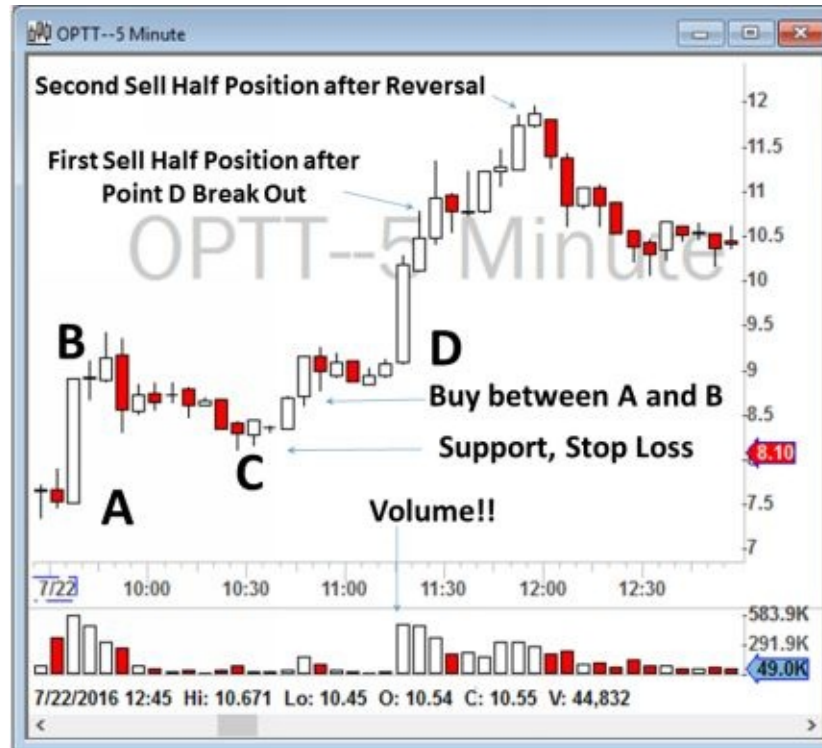 OPTT--5 Minute
Second Sell Half Position after Reversal
First Sell Half Position after
Point D Break Out
OPTT--5 Minute
B
D
A
C
Buy between A and B
Support, Stop Loss
Volume!!
12
11.5
11
10.5
10
9.5
9
8.5
8.10
7.5
7
7/22 10:00 10:30 11:00 11:30 12:00 12:30
583.9K
291.9K
49.0K
7/22/2016 12:45 Hi: 10.671 Lo: 10.45 O: 10.54 C: 10.55 V: 44,832